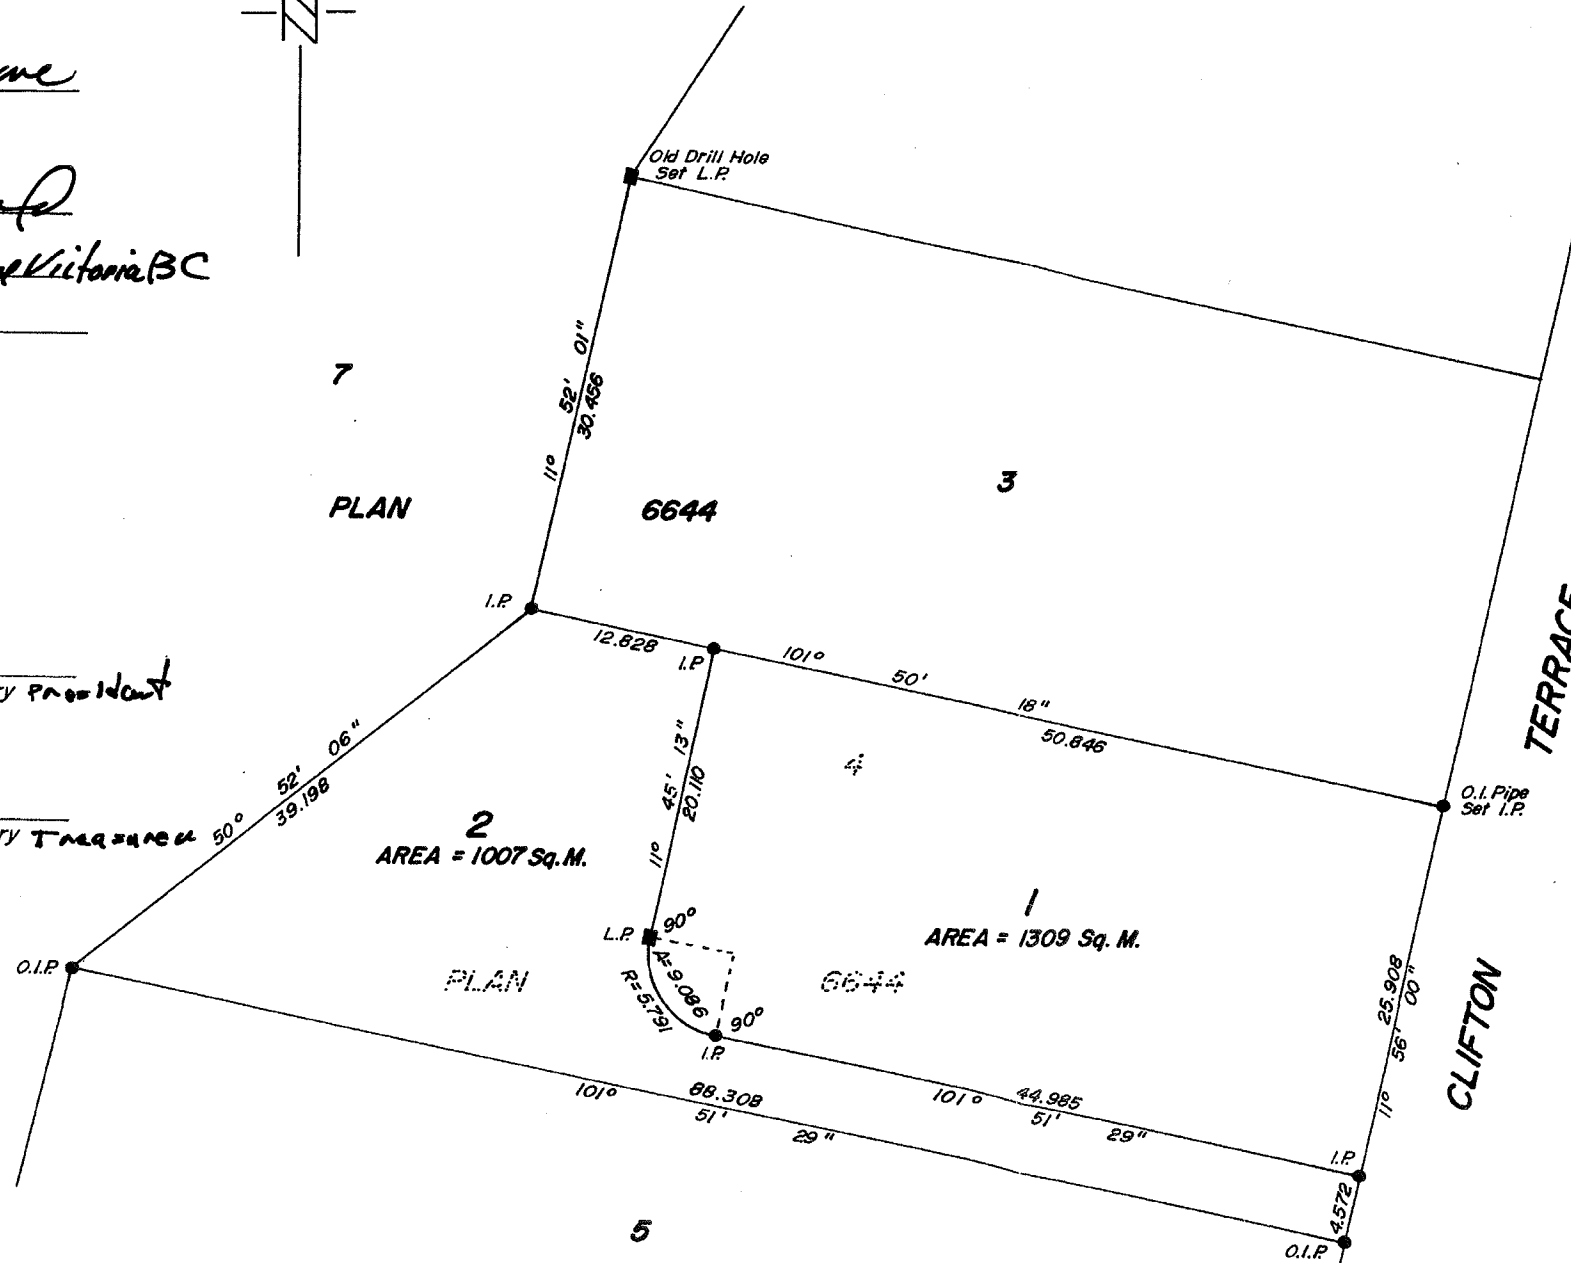 Old Drill Hole
Set L.P.
Victoria BC
01"
52'
30.456
11°
7
3
PLAN 6644
I.P.
12.828
I.P.
101° 50' 18"
50.846
ry President
13"
45'
20.110
11°
4
50° 52' 06"
39.198
O.I. Pipe
Set I.P.
ry Treasurer
2
AREA = 1007 Sq. M.
1
AREA = 1309 Sq. M.
L.P.
90°
A= 9.086
R= 5.791
90°
I.P.
O.I.P.
PLAN 6644
25.908
11° 56' 00"
CLIFTON TERRACE
88.308
101° 51' 29"
44.985
101° 51' 29"
I.P.
4.572
O.I.P.
5